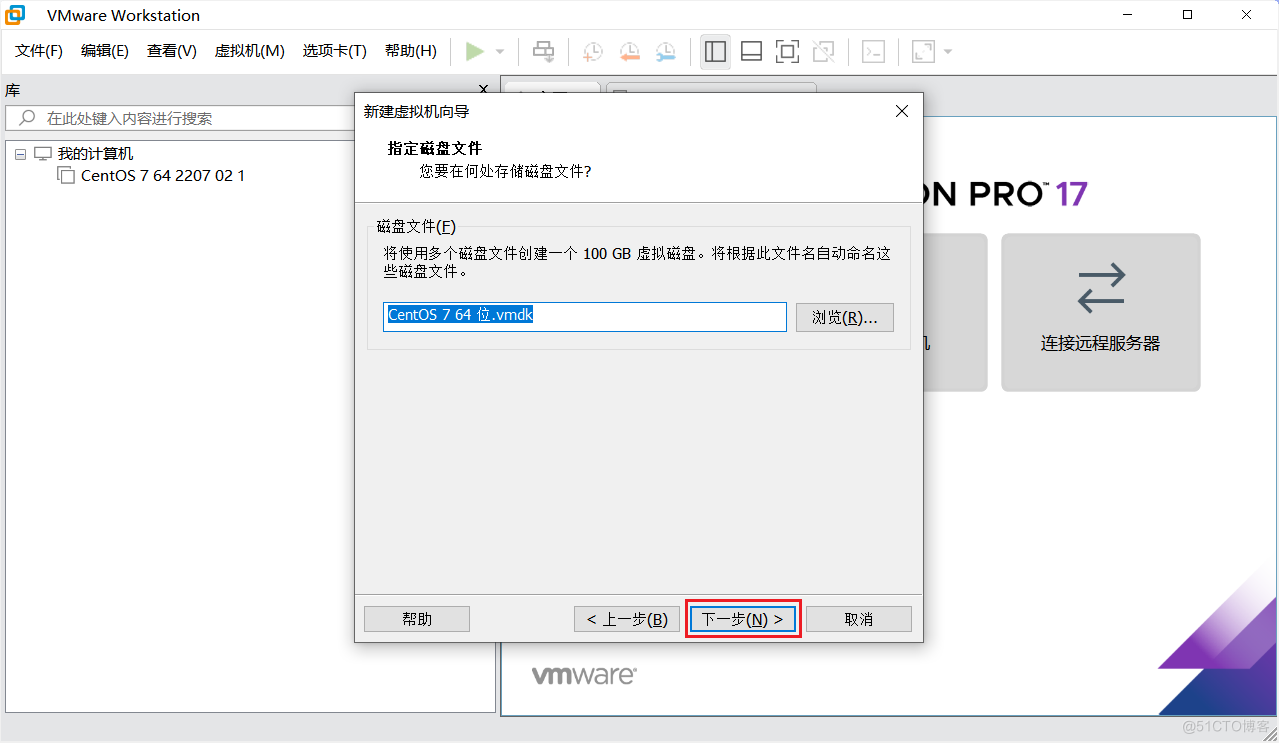 VMware Workstation
文件(F) 编辑(E) 查看(V) 虚拟机(M) 选项卡(T) 帮助(H)
库
在此处键入内容进行搜索
我的计算机
CentOS 7 64 2207 02 1
新建虚拟机向导
指定磁盘文件
您要在何处存储磁盘文件?
磁盘文件(F)
将使用多个磁盘文件创建一个 100 GB 虚拟磁盘。将根据此文件名自动命名这
些磁盘文件。
CentOS 7 64 位.vmdk
浏览(R)...
帮助
< 上一步(B)
下一步(N) >
取消
ON PRO™ 17
机
连接远程服务器
vmware®
@51CTO博客